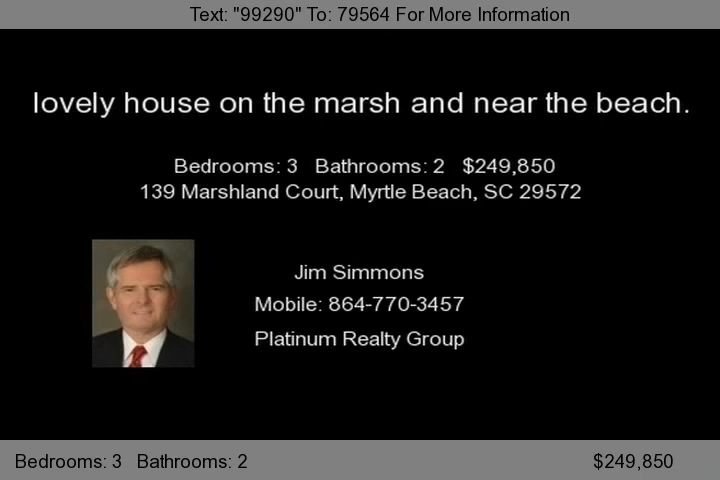 Text: "99290" To: 79564 For More Information
lovely house on the marsh and near the beach.
Bedrooms: 3 Bathrooms: 2 $249,850
139 Marshland Court, Myrtle Beach, SC 29572
Jim Simmons
Mobile: 864-770-3457
Platinum Realty Group
Bedrooms: 3 Bathrooms: 2 $249,850